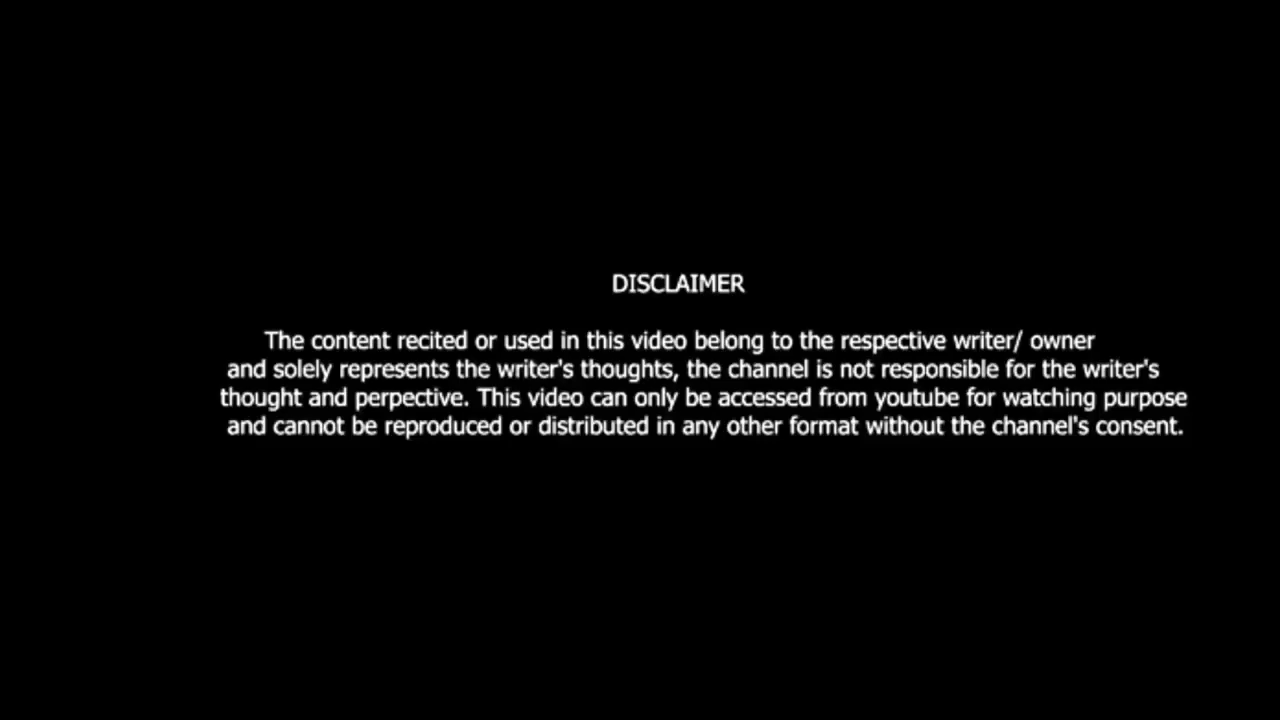 DISCLAIMER
The content recited or used in this video belong to the respective writer/ owner
and solely represents the writer's thoughts, the channel is not responsible for the writer's
thought and perpective. This video can only be accessed from youtube for watching purpose
and cannot be reproduced or distributed in any other format without the channel's consent.